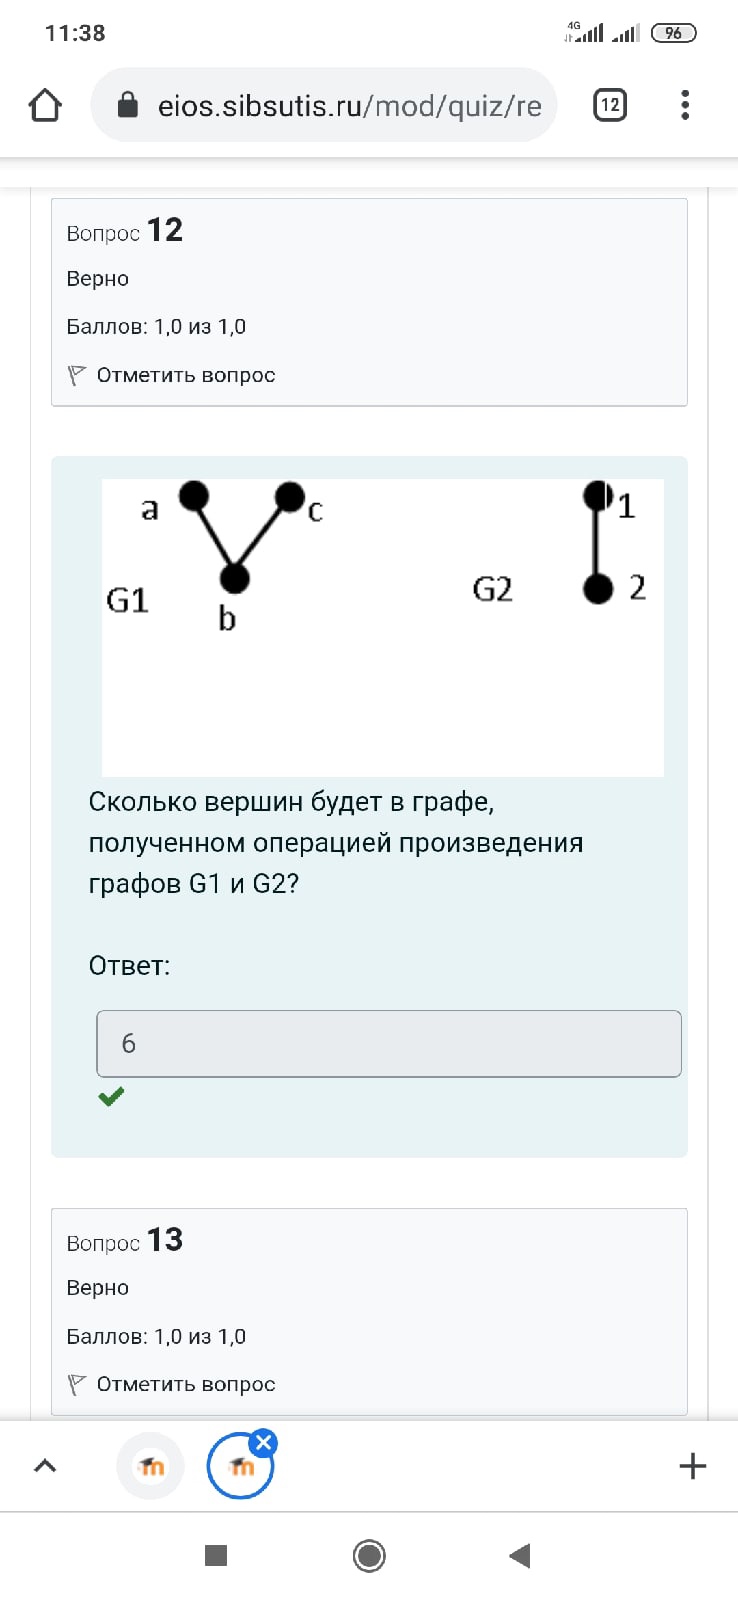 11:38
4G
96
eios.sibsutis.ru/mod/quiz/re
12
Вопрос 12
Верно
Баллов: 1,0 из 1,0
Отметить вопрос
a
c
1
G1
b
G2
2
Сколько вершин будет в графе,
полученном операцией произведения
графов G1 и G2?
Ответ:
6
Вопрос 13
Верно
Баллов: 1,0 из 1,0
Отметить вопрос
m
m